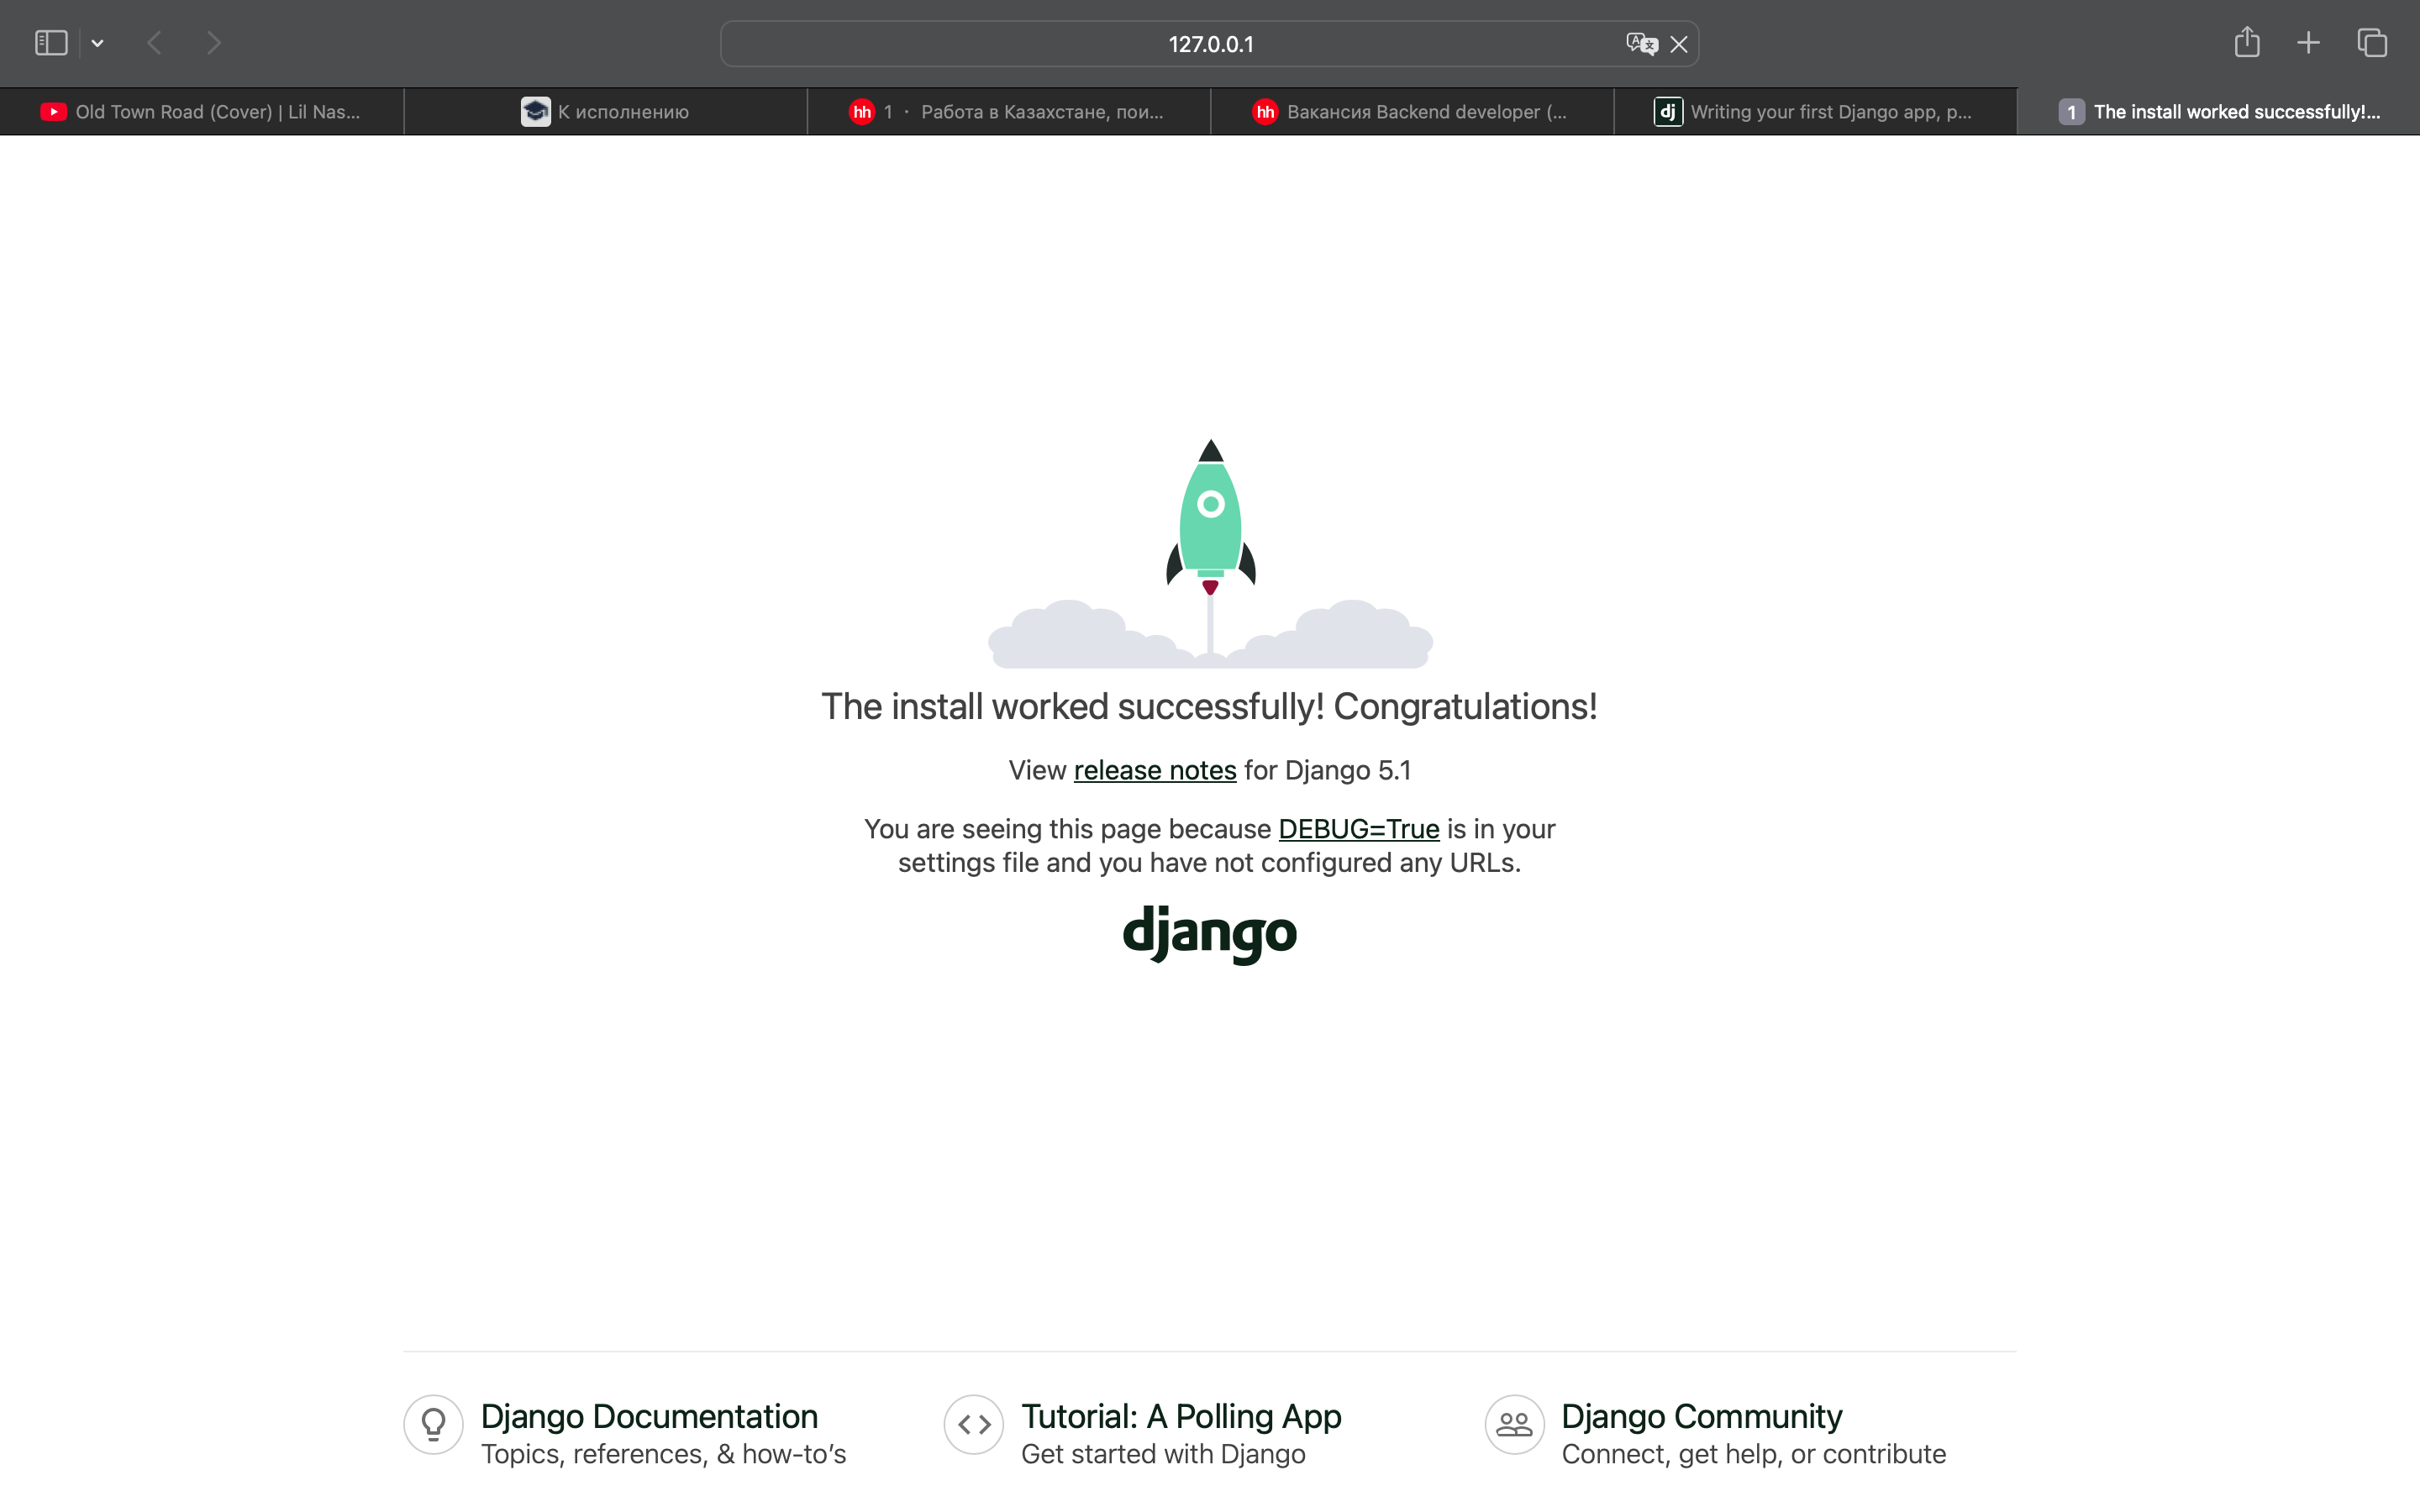 127.0.0.1
Old Town Road (Cover) | Lil Nas...
К исполнению
hh 1 · Работа в Казахстане, пои...
hh Вакансия Backend developer (...
dj Writing your first Django app, p...
1 The install worked successfully!...
The install worked successfully! Congratulations!
View release notes for Django 5.1
You are seeing this page because DEBUG=True is in your
settings file and you have not configured any URLs.
django
Django Documentation
Topics, references, & how-to's
Tutorial: A Polling App
Get started with Django
Django Community
Connect, get help, or contribute